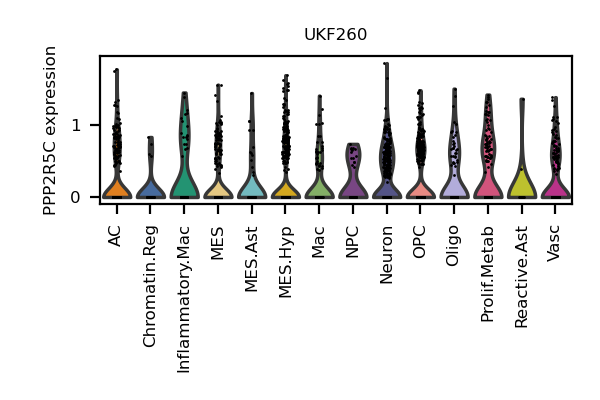 UKF260
PPP2R5C expression
1
0
AC
Chromatin.Reg
Inflammatory.Mac
MES
MES.Ast
MES.Hyp
Mac
NPC
Neuron
OPC
Oligo
Prolif.Metab
Reactive.Ast
Vasc